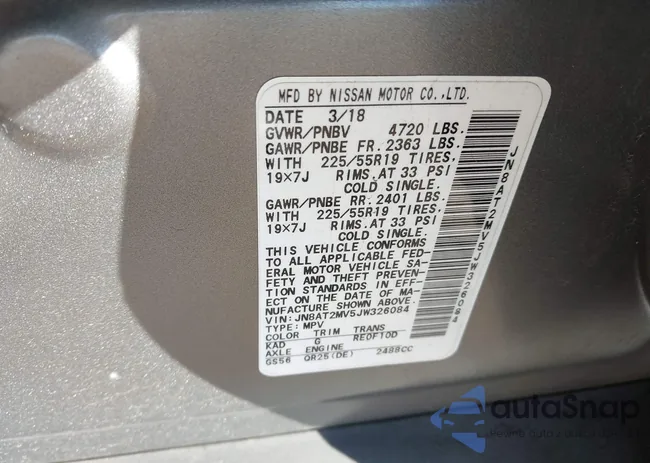 MFD BY NISSAN MOTOR CO., LTD.
DATE 3/18
GVWR/PNBV 4720 LBS.
GAWR/PNBE FR. 2363 LBS.
WITH 225/55R19 TIRES.
19×7J RIMS. AT 33 PSI
COLD SINGLE.
GAWR/PNBE RR. 2401 LBS.
WITH 225/55R19 TIRES.
19×7J RIMS. AT 33 PSI
COLD SINGLE.
THIS VEHICLE CONFORMS
TO ALL APPLICABLE FED-
ERAL MOTOR VEHICLE SA-
FETY AND THEFT PREVEN-
TION STANDARDS IN EFF-
ECT ON THE DATE OF MA-
NUFACTURE SHOWN ABOVE.
VIN: JN8AT2MV5JW326084
TYPE: MPV
COLOR TRIM TRANS
KAD G RE0F10D
AXLE ENGINE
GS56 QR25(DE) 2488CC
JN8AT2MV5JW326084
autoSnap